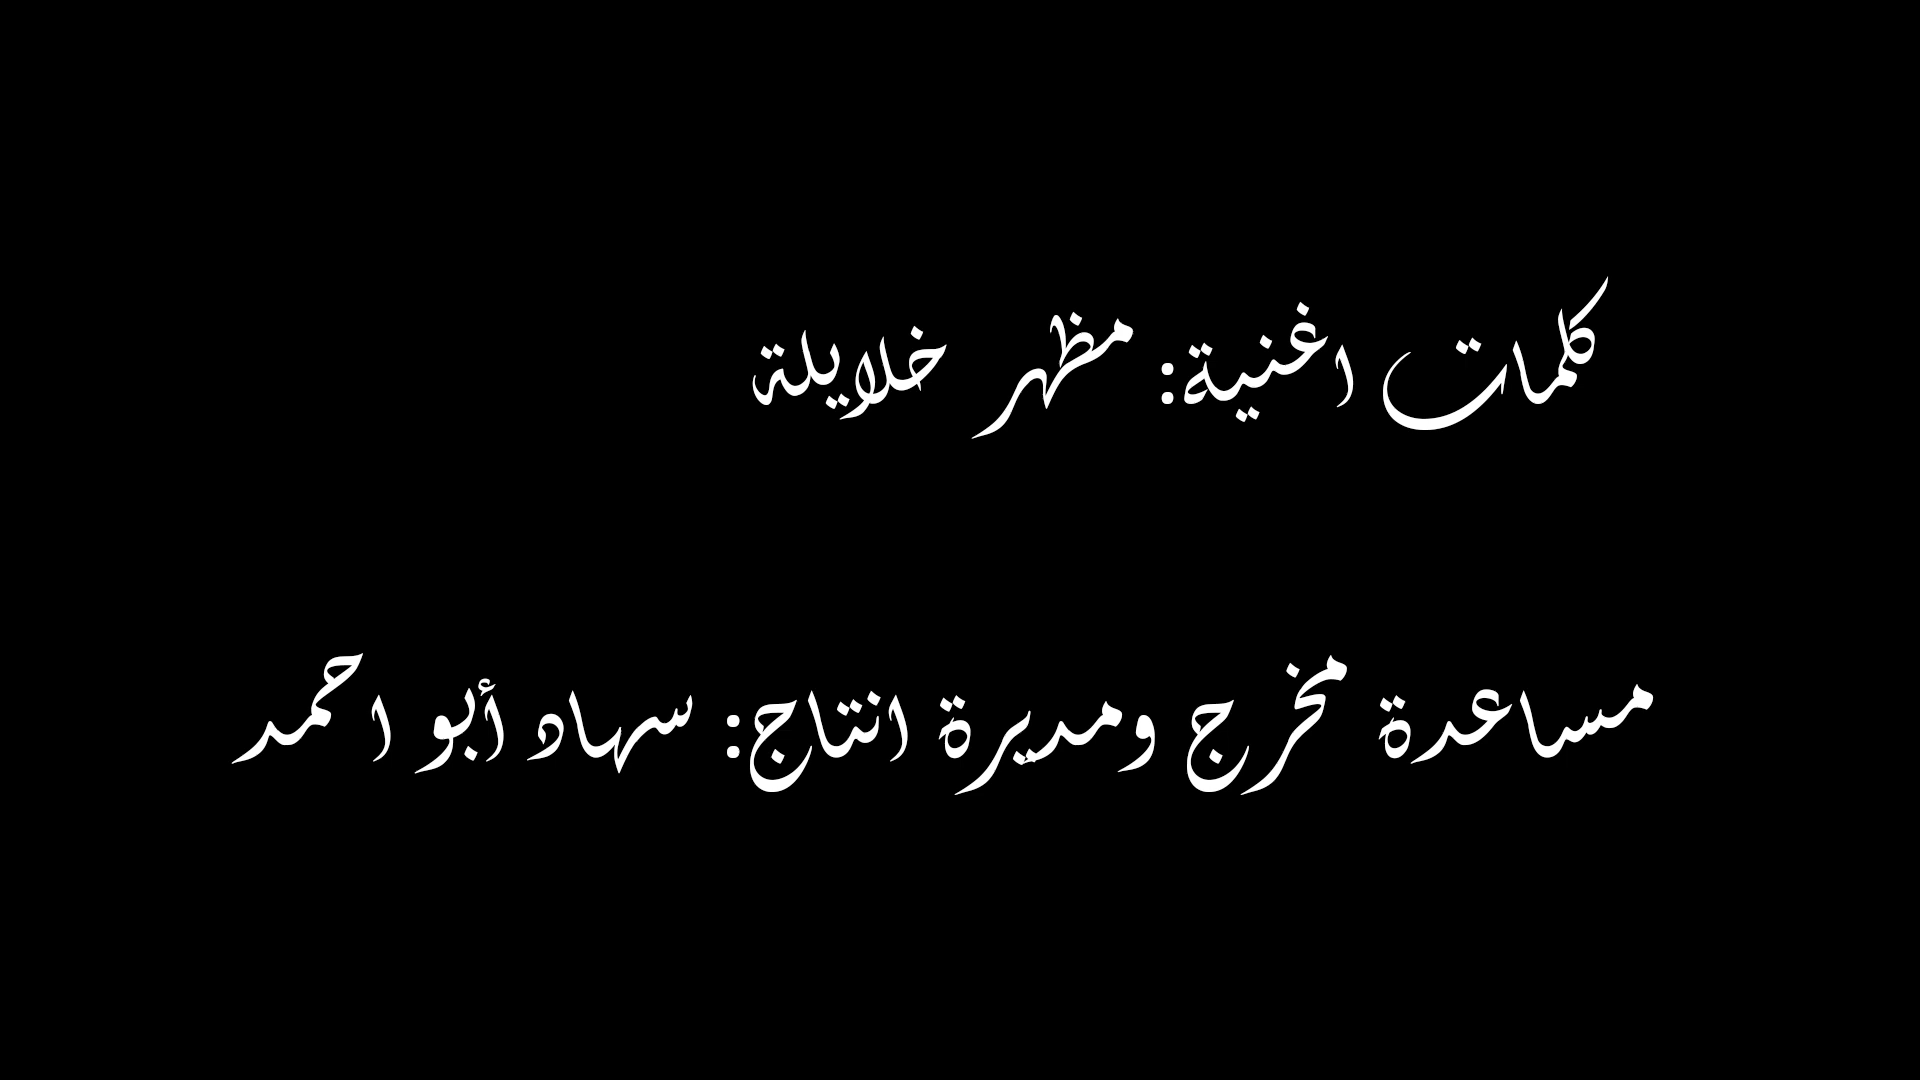 كلمات اغنية: مظهر خلايلة
مساعدة مخرج ومديرة انتاج: سهاد أبو احمد